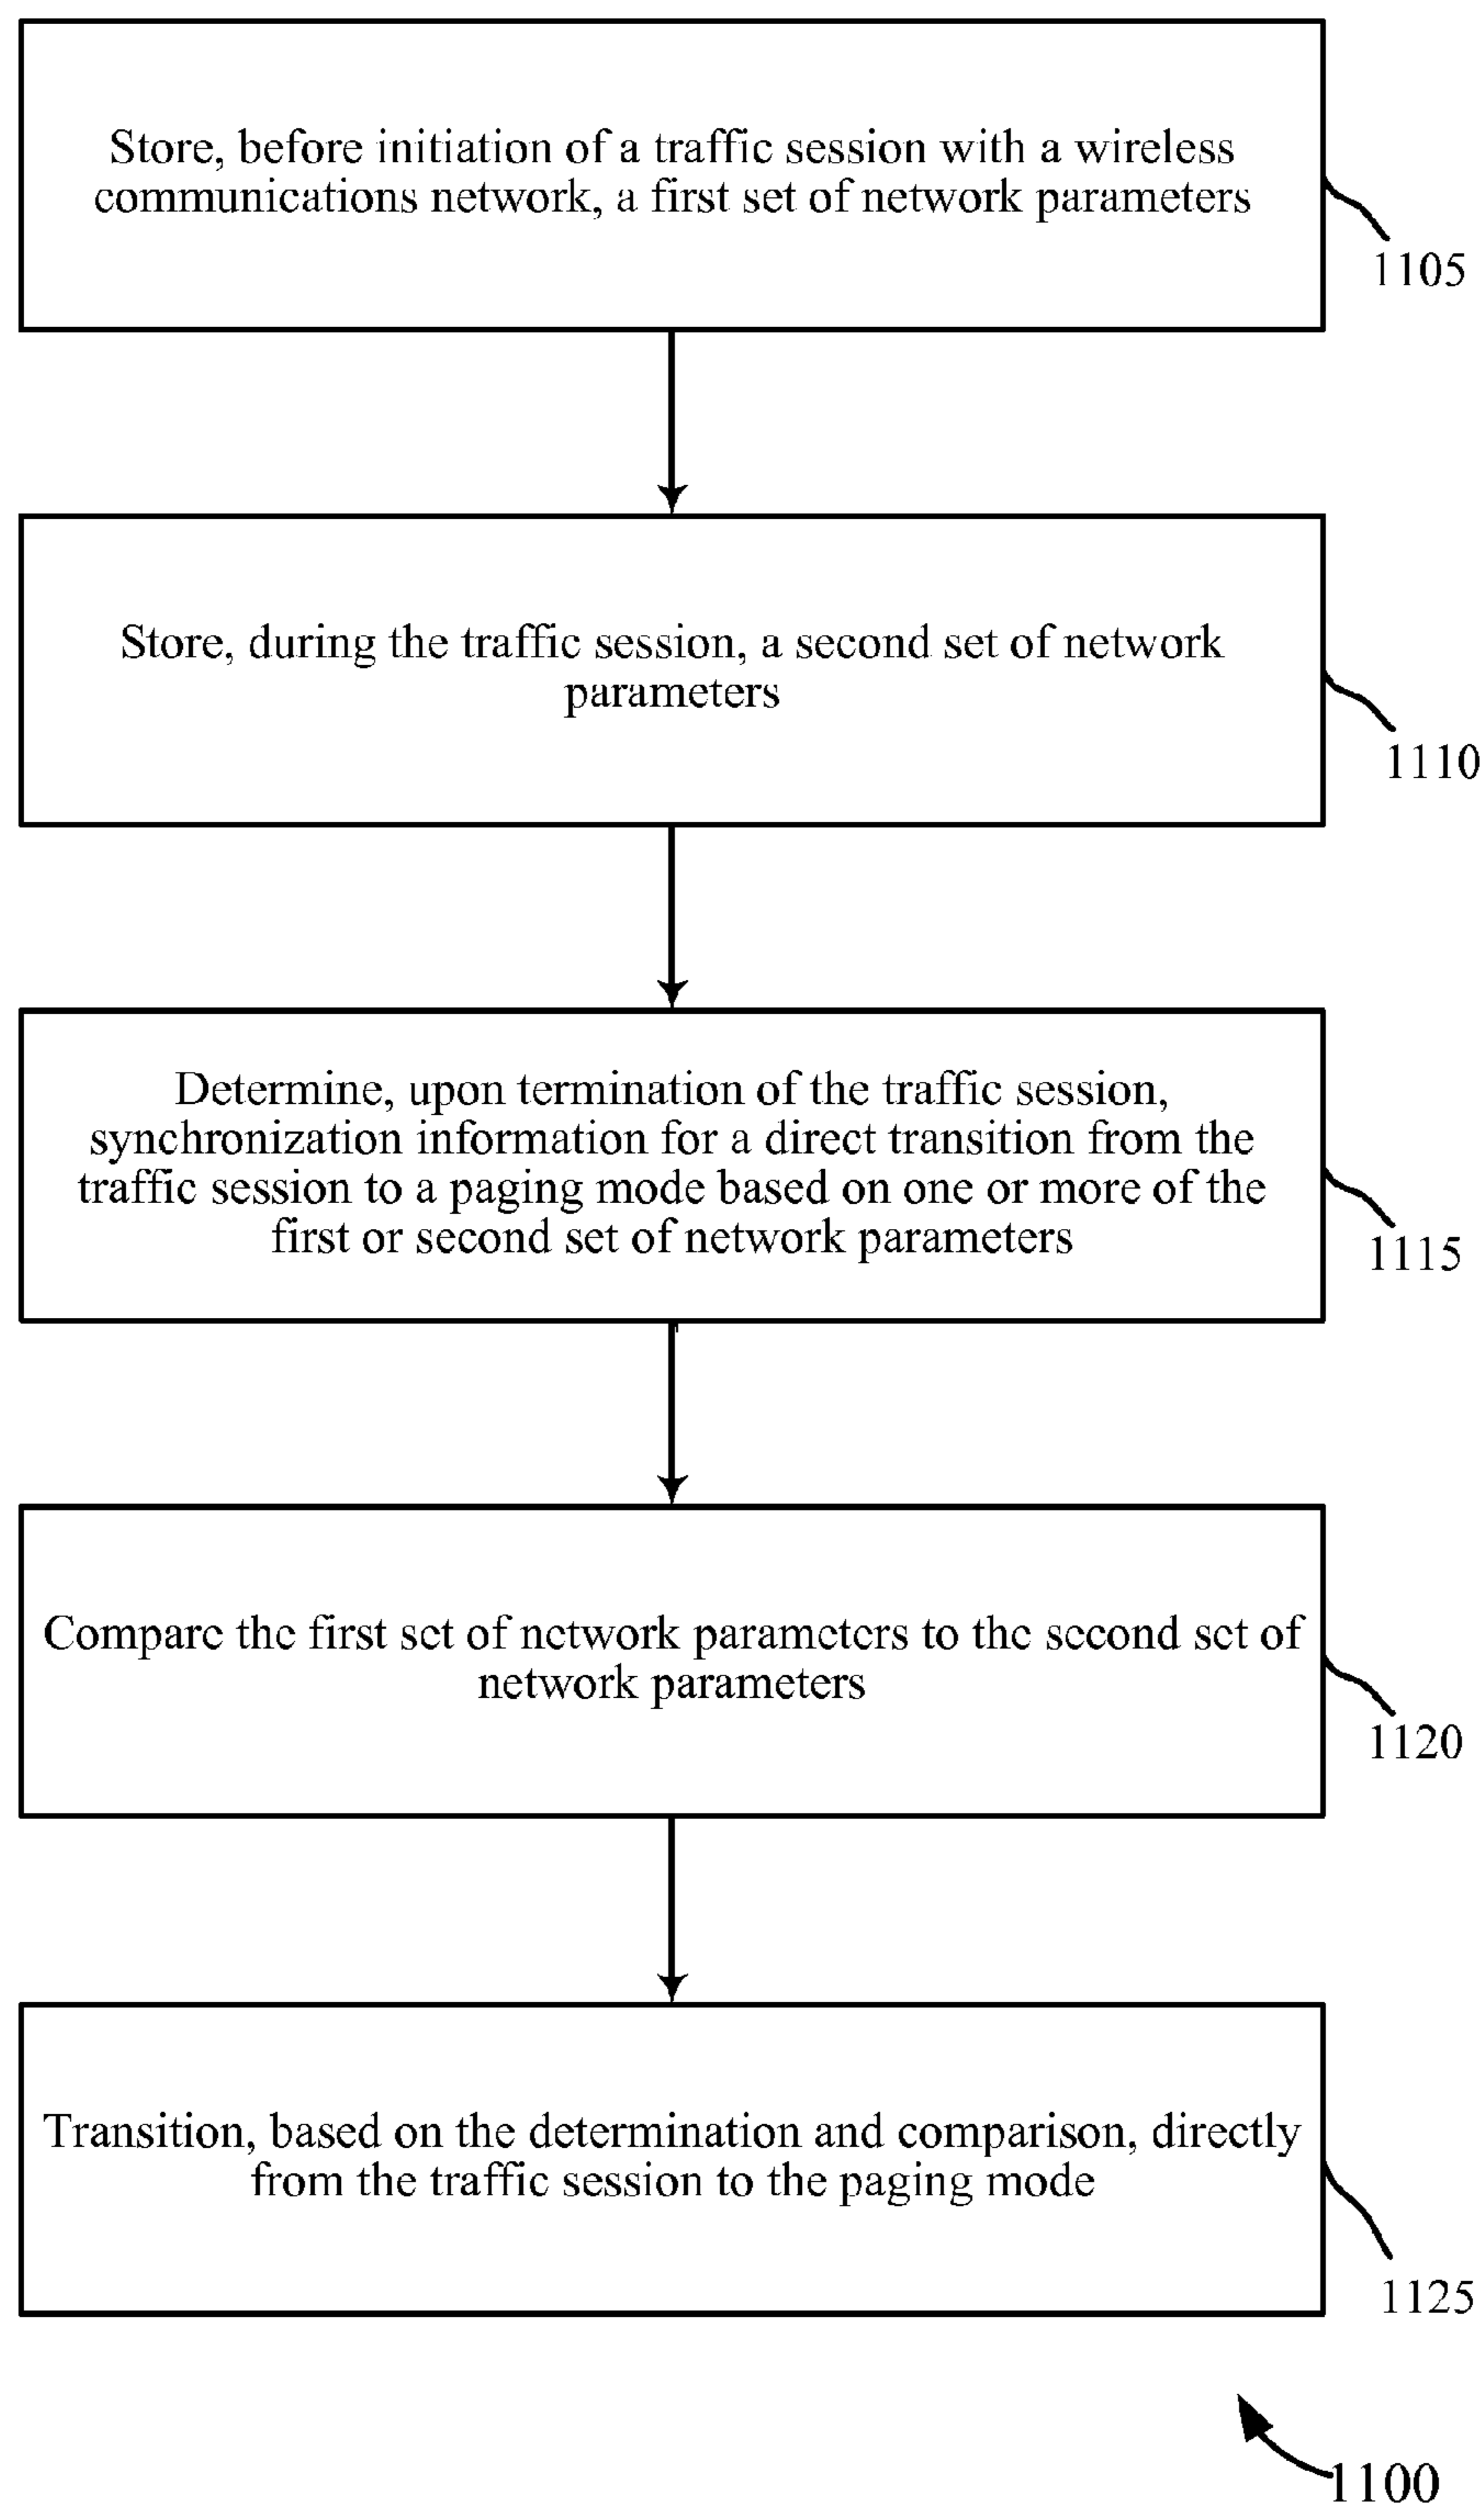 Store, before initiation of a traffic session with a wireless
communications network, a first set of network parameters
1105
Store, during the traffic session, a second set of network
parameters
1110
Determine, upon termination of the traffic session,
synchronization information for a direct transition from the
traffic session to a paging mode based on one or more of the
first or second set of network parameters
1115
Compare the first set of network parameters to the second set of
network parameters
1120
Transition, based on the determination and comparison, directly
from the traffic session to the paging mode
1125
1100